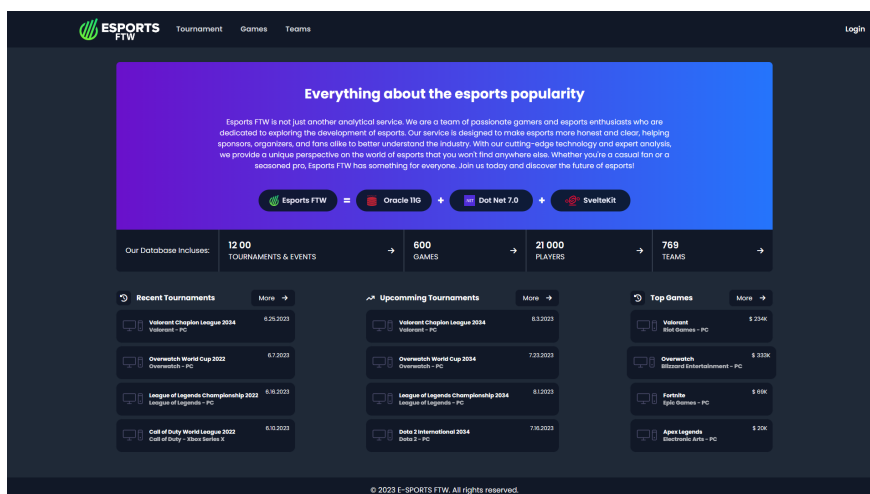 ESPORTS
FTW
Tournament Games Teams
Login
Everything about the esports popularity
Esports FTW is not just another analytical service. We are a team of passionate gamers and esports enthusiasts who are
dedicated to exploring the development of esports. Our service is designed to make esports more honest and clear, helping
sponsors, organizers, and fans alike to better understand the industry. With our cutting-edge technology and expert analysis,
we provide a unique perspective on the world of esports that you won't find anywhere else. Whether you're a casual fan or a
seasoned pro, Esports FTW has something for everyone. Join us today and discover the future of esports!
Esports FTW = Oracle 11G + .NET Dot Net 7.0 + SvelteKit
Our Database Incluses:
12 00
TOURNAMENTS & EVENTS
600
GAMES
21 000
PLAYERS
769
TEAMS
Recent Tournaments More
Valorant Chapion League 2034 6.25.2023
Valorant - PC
Overwatch World Cup 2022 6.7.2023
Overwatch - PC
League of Legends Championship 2022 6.16.2023
League of Legends - PC
Call of Duty World League 2022 6.10.2023
Call of Duty - Xbox Series X
Upcomming Tournaments More
Valorant Chapion League 2034 8.3.2023
Valorant - PC
Overwatch World Cup 2034 7.23.2023
Overwatch - PC
League of Legends Championship 2034 8.1.2023
League of Legends - PC
Dota 2 International 2034 7.16.2023
Dota 2 - PC
Top Games More
Valorant $ 234K
Riot Games - PC
Overwatch $ 333K
Blizzard Entertainment - PC
Fortnite $ 69K
Epic Games - PC
Apex Legends $ 20K
Electronic Arts - PC
© 2023 E-SPORTS FTW. All rights reserved.